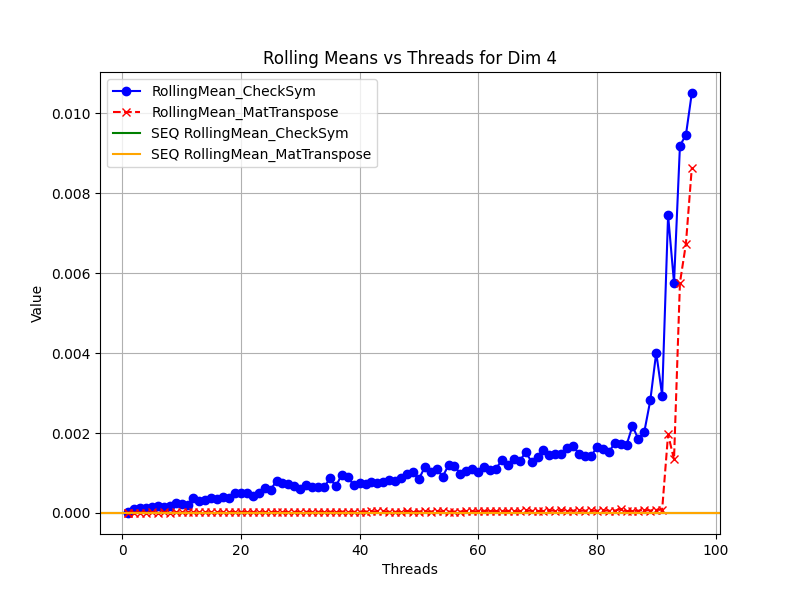 Rolling Means vs Threads for Dim 4
RollingMean_CheckSym
RollingMean_MatTranspose
SEQ RollingMean_CheckSym
SEQ RollingMean_MatTranspose
0.010
0.008
0.006
0.004
0.002
0.000
Value
0 20 40 60 80 100
Threads